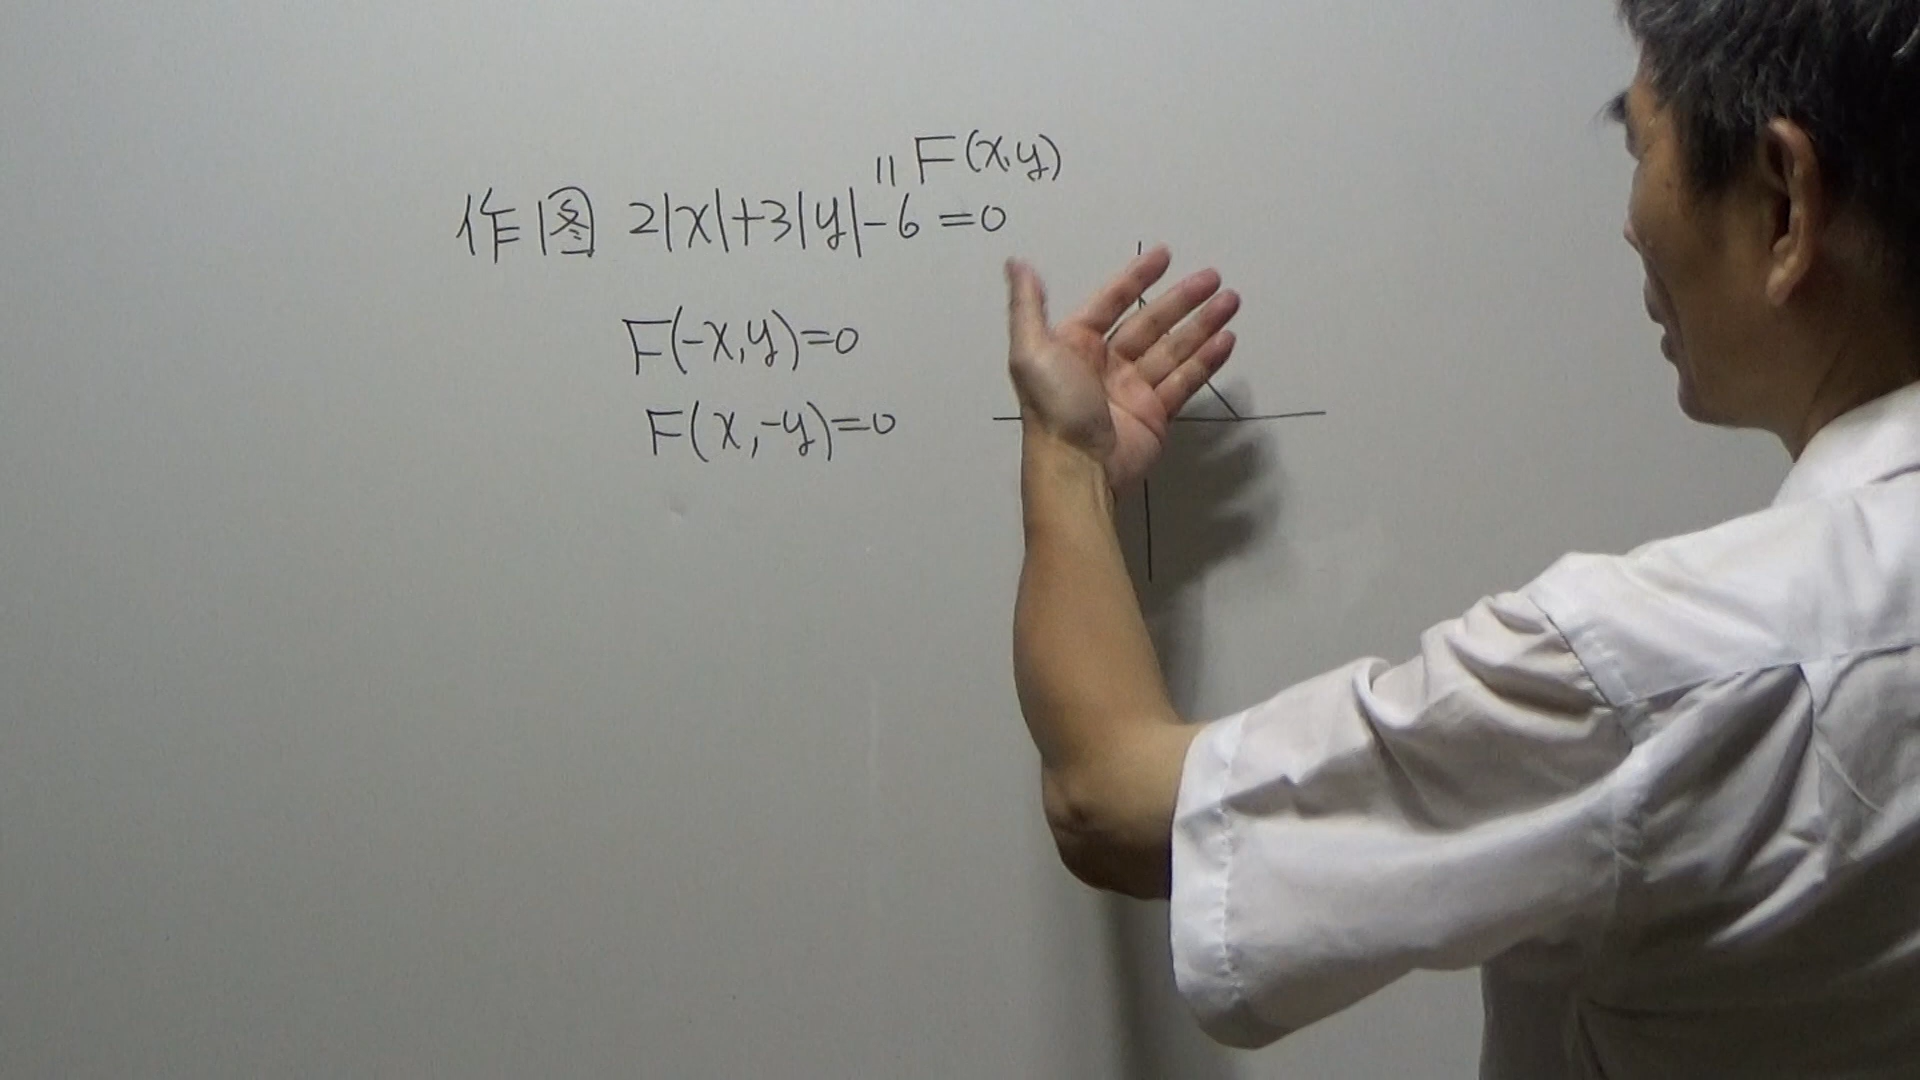 "F(x,y)
作图 2|x|+3|y|-6=0
F(-x,y)=0
F(x,-y)=0